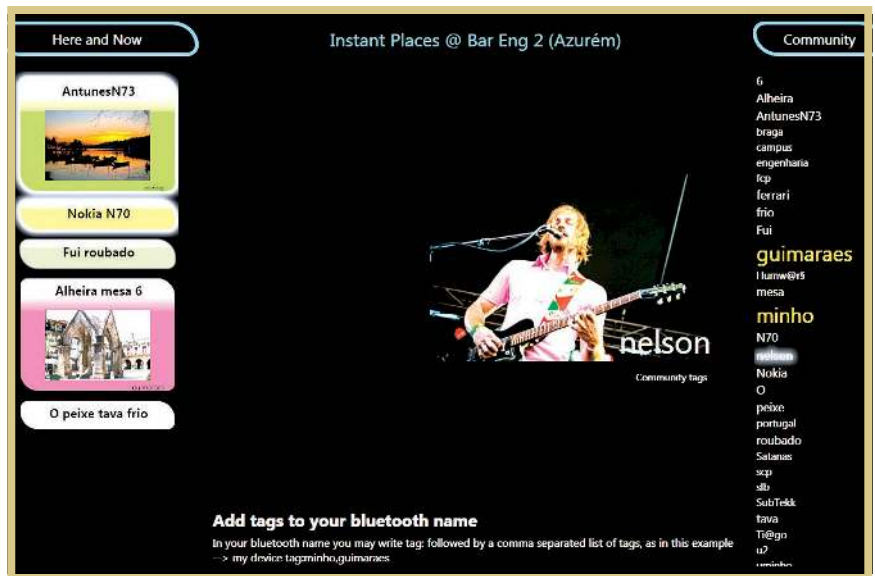 Here and Now
Instant Places @ Bar Eng 2 (Azurém)
Community
AntunesN73
Nokia N70
Fui roubado
Alheira mesa 6
O peixe tava frio
nelson
Community tags
Add tags to your bluetooth name
In your bluetooth name you may write tag: followed by a comma separated list of tags, as in this example
--> my device tag:minho,guimaraes
6
Alheira
AntunesN73
braga
campus
engenharia
fcp
ferrari
frio
Fui
guimaraes
mesa
minho
N70
nelson
Nokia
O
peixe
portugal
roubado
Satanas
scp
slb
SubTekk
tava
Ti@go
u2
uminho